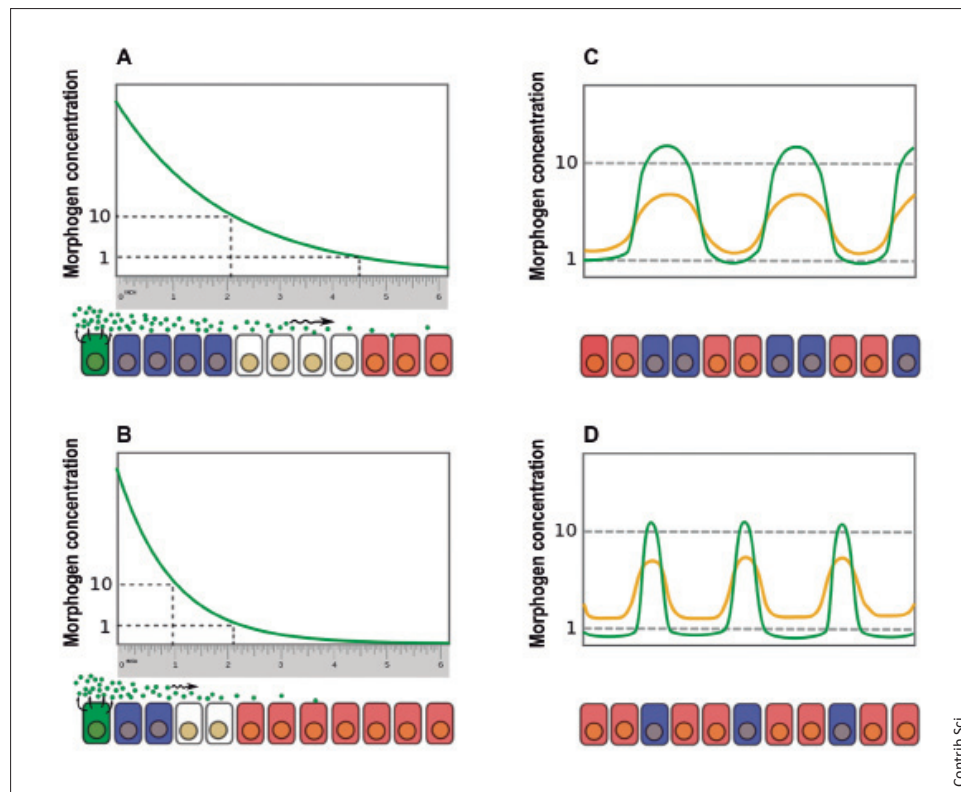 A
Morphogen concentration
10
1
0 INCH 1 2 3 4 5 6
B
Morphogen concentration
10
1
0 1 2 3 4 5 6
C
Morphogen concentration
10
1
D
Morphogen concentration
10
1
Contrib Sci